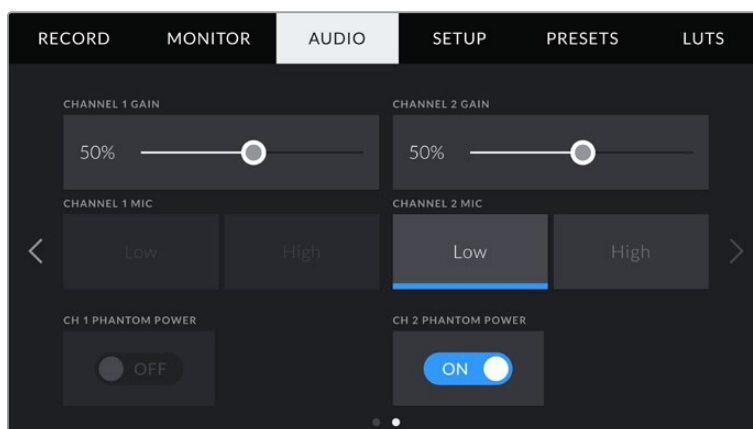 RECORD MONITOR AUDIO SETUP PRESETS LUTS
CHANNEL 1 GAIN CHANNEL 2 GAIN
50% 50%
CHANNEL 1 MIC CHANNEL 2 MIC
Low High Low High
CH 1 PHANTOM POWER CH 2 PHANTOM POWER
OFF ON